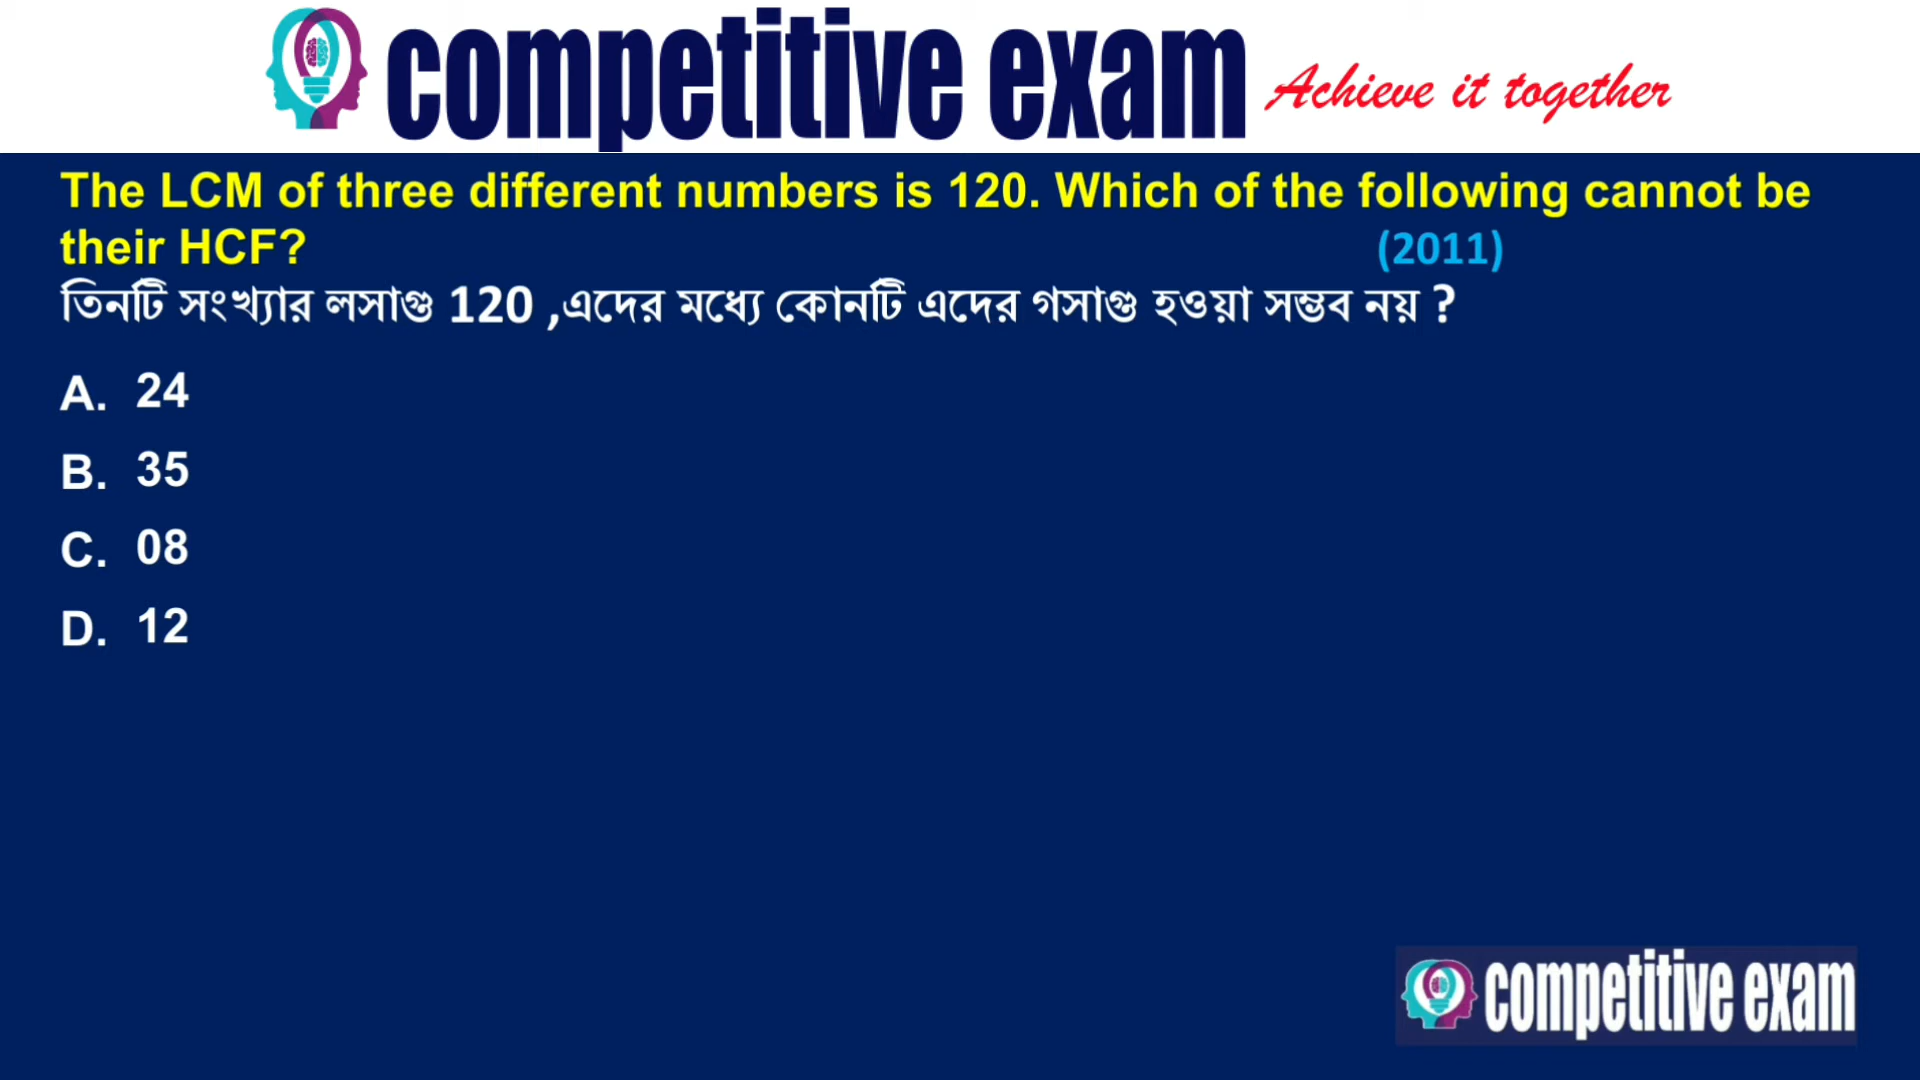 competitive exam Achieve it together
The LCM of three different numbers is 120. Which of the following cannot be
their HCF? (2011)
তিনটি সংখ্যার লসাগু 120 ,এদের মধ্যে কোনটি এদের গসাগু হওয়া সম্ভব নয় ?
A. 24
B. 35
C. 08
D. 12
competitive exam